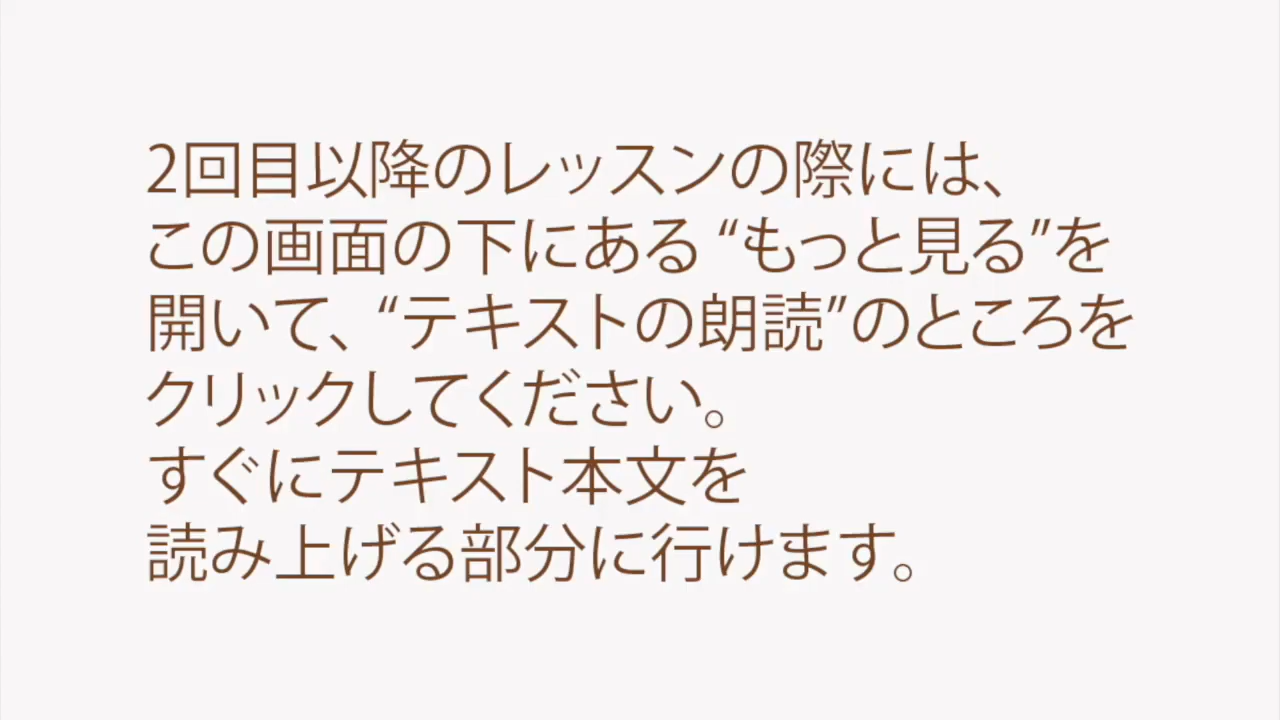 2回目以降のレッスンの際には、
この画面の下にある “もっと見る”を
開いて、“テキストの朗読”のところを
クリックしてください。
すぐにテキスト本文を
読み上げる部分に行けます。